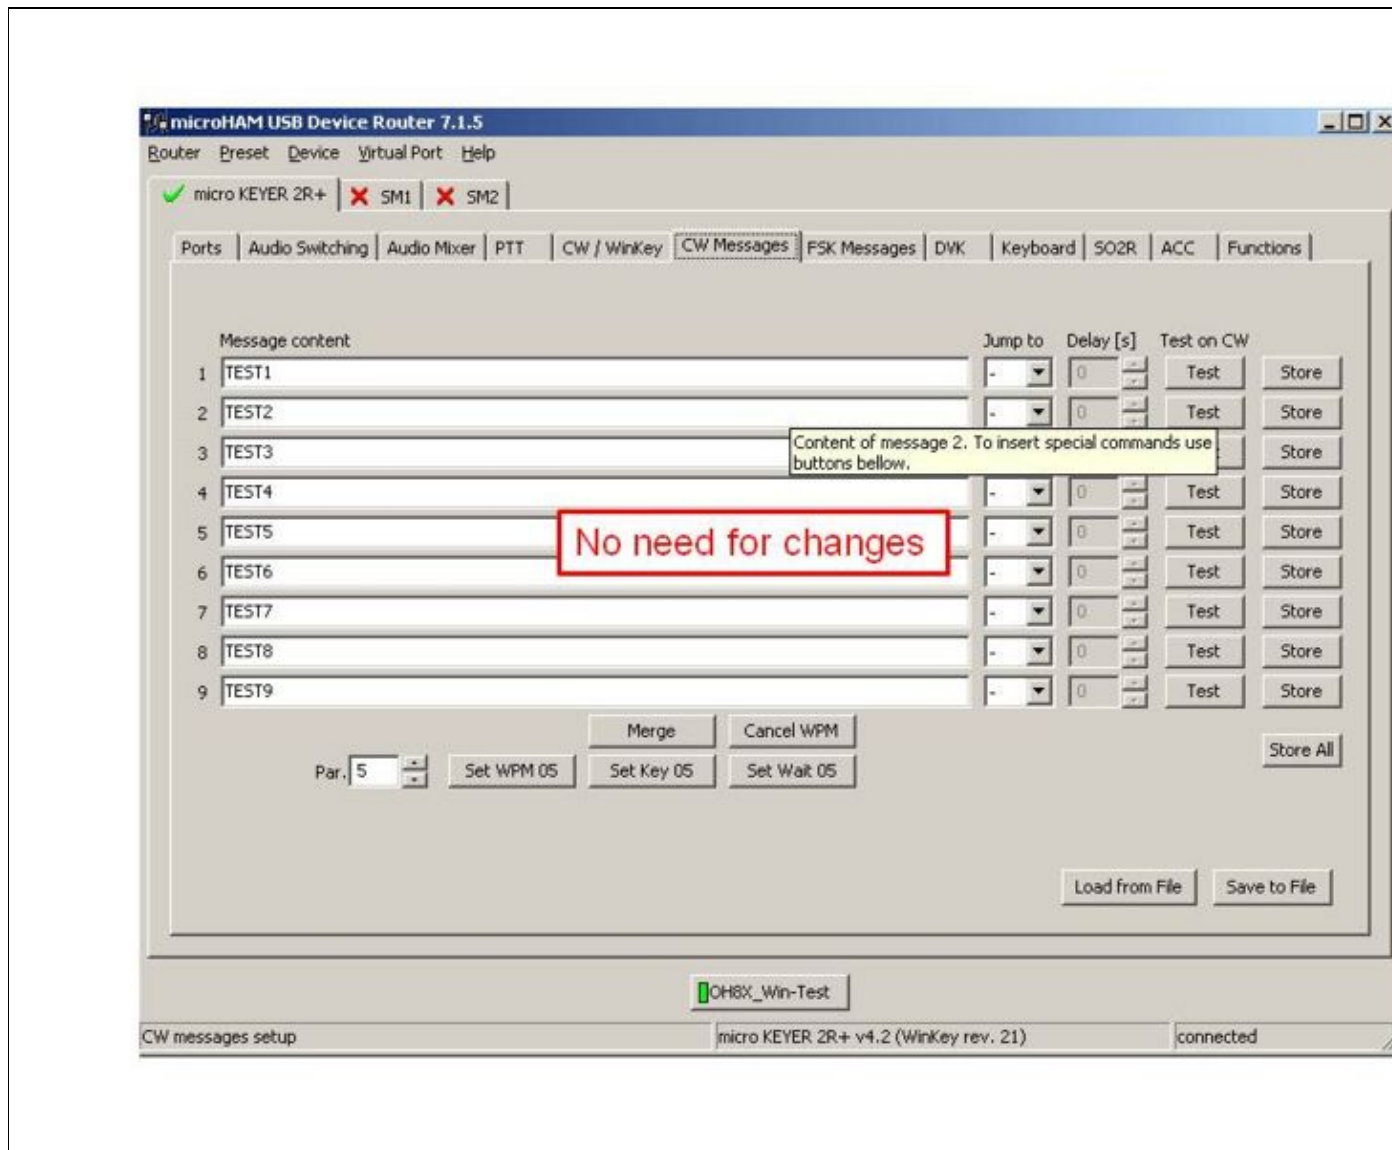 microHAM USB Device Router 7.1.5
Router Preset Device Virtual Port Help
micro KEYER 2R+ SM1 SM2
Ports Audio Switching Audio Mixer PTT CW / WinKey CW Messages FSK Messages DVK Keyboard SO2R ACC Functions
Message content Jump to Delay [s] Test on CW
1 TEST1 - 0 Test Store
2 TEST2 - 0 Test Store
Content of message 2. To insert special commands use
buttons bellow.
3 TEST3 Store
4 TEST4 - 0 Test Store
5 TEST5 - 0 Test Store
No need for changes
6 TEST6 - 0 Test Store
7 TEST7 - 0 Test Store
8 TEST8 - 0 Test Store
9 TEST9 - 0 Test Store
Merge Cancel WPM
Store All
Par. 5 Set WPM 05 Set Key 05 Set Wait 05
Load from File Save to File
OH8X_Win-Test
CW messages setup micro KEYER 2R+ v4.2 (WinKey rev. 21) connected